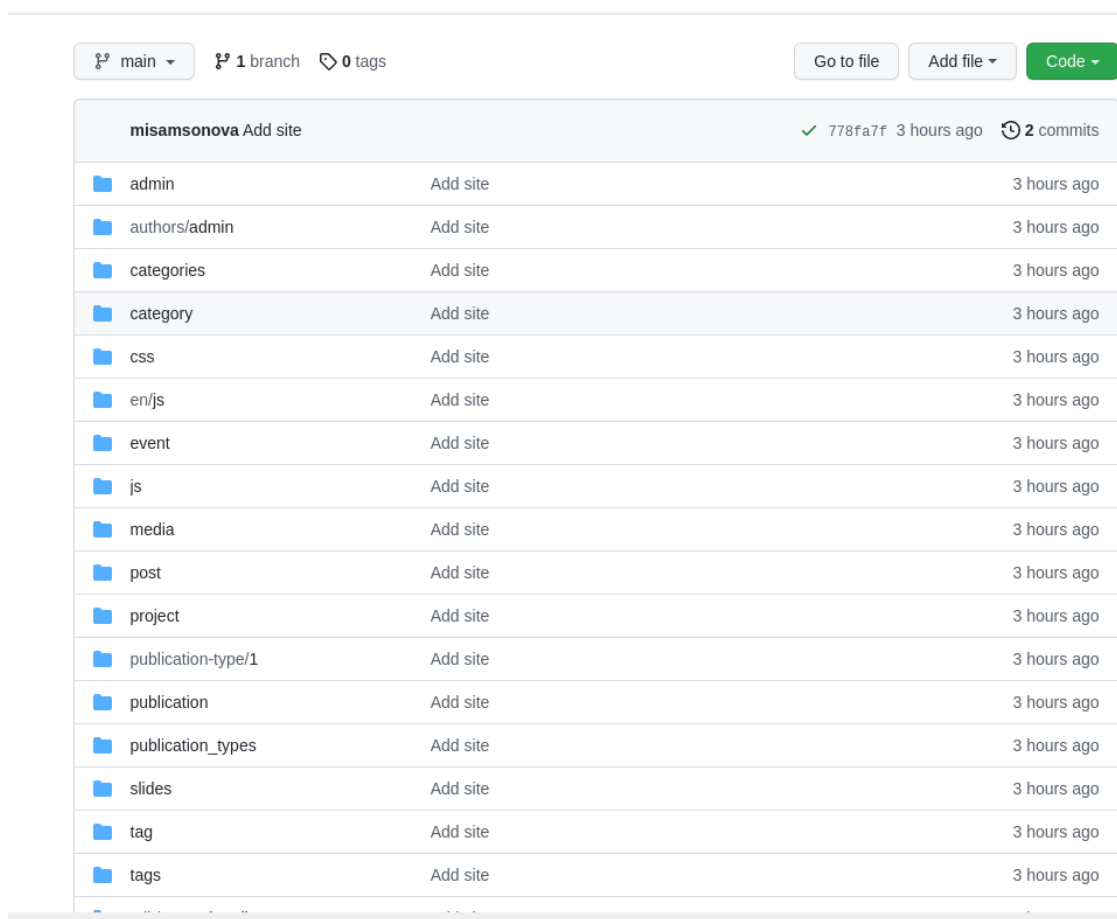 main 1 branch 0 tags Go to file Add file Code
misamsonova Add site 778fa7f 3 hours ago 2 commits
admin Add site 3 hours ago
authors/admin Add site 3 hours ago
categories Add site 3 hours ago
category Add site 3 hours ago
css Add site 3 hours ago
en/js Add site 3 hours ago
event Add site 3 hours ago
js Add site 3 hours ago
media Add site 3 hours ago
post Add site 3 hours ago
project Add site 3 hours ago
publication-type/1 Add site 3 hours ago
publication Add site 3 hours ago
publication_types Add site 3 hours ago
slides Add site 3 hours ago
tag Add site 3 hours ago
tags Add site 3 hours ago